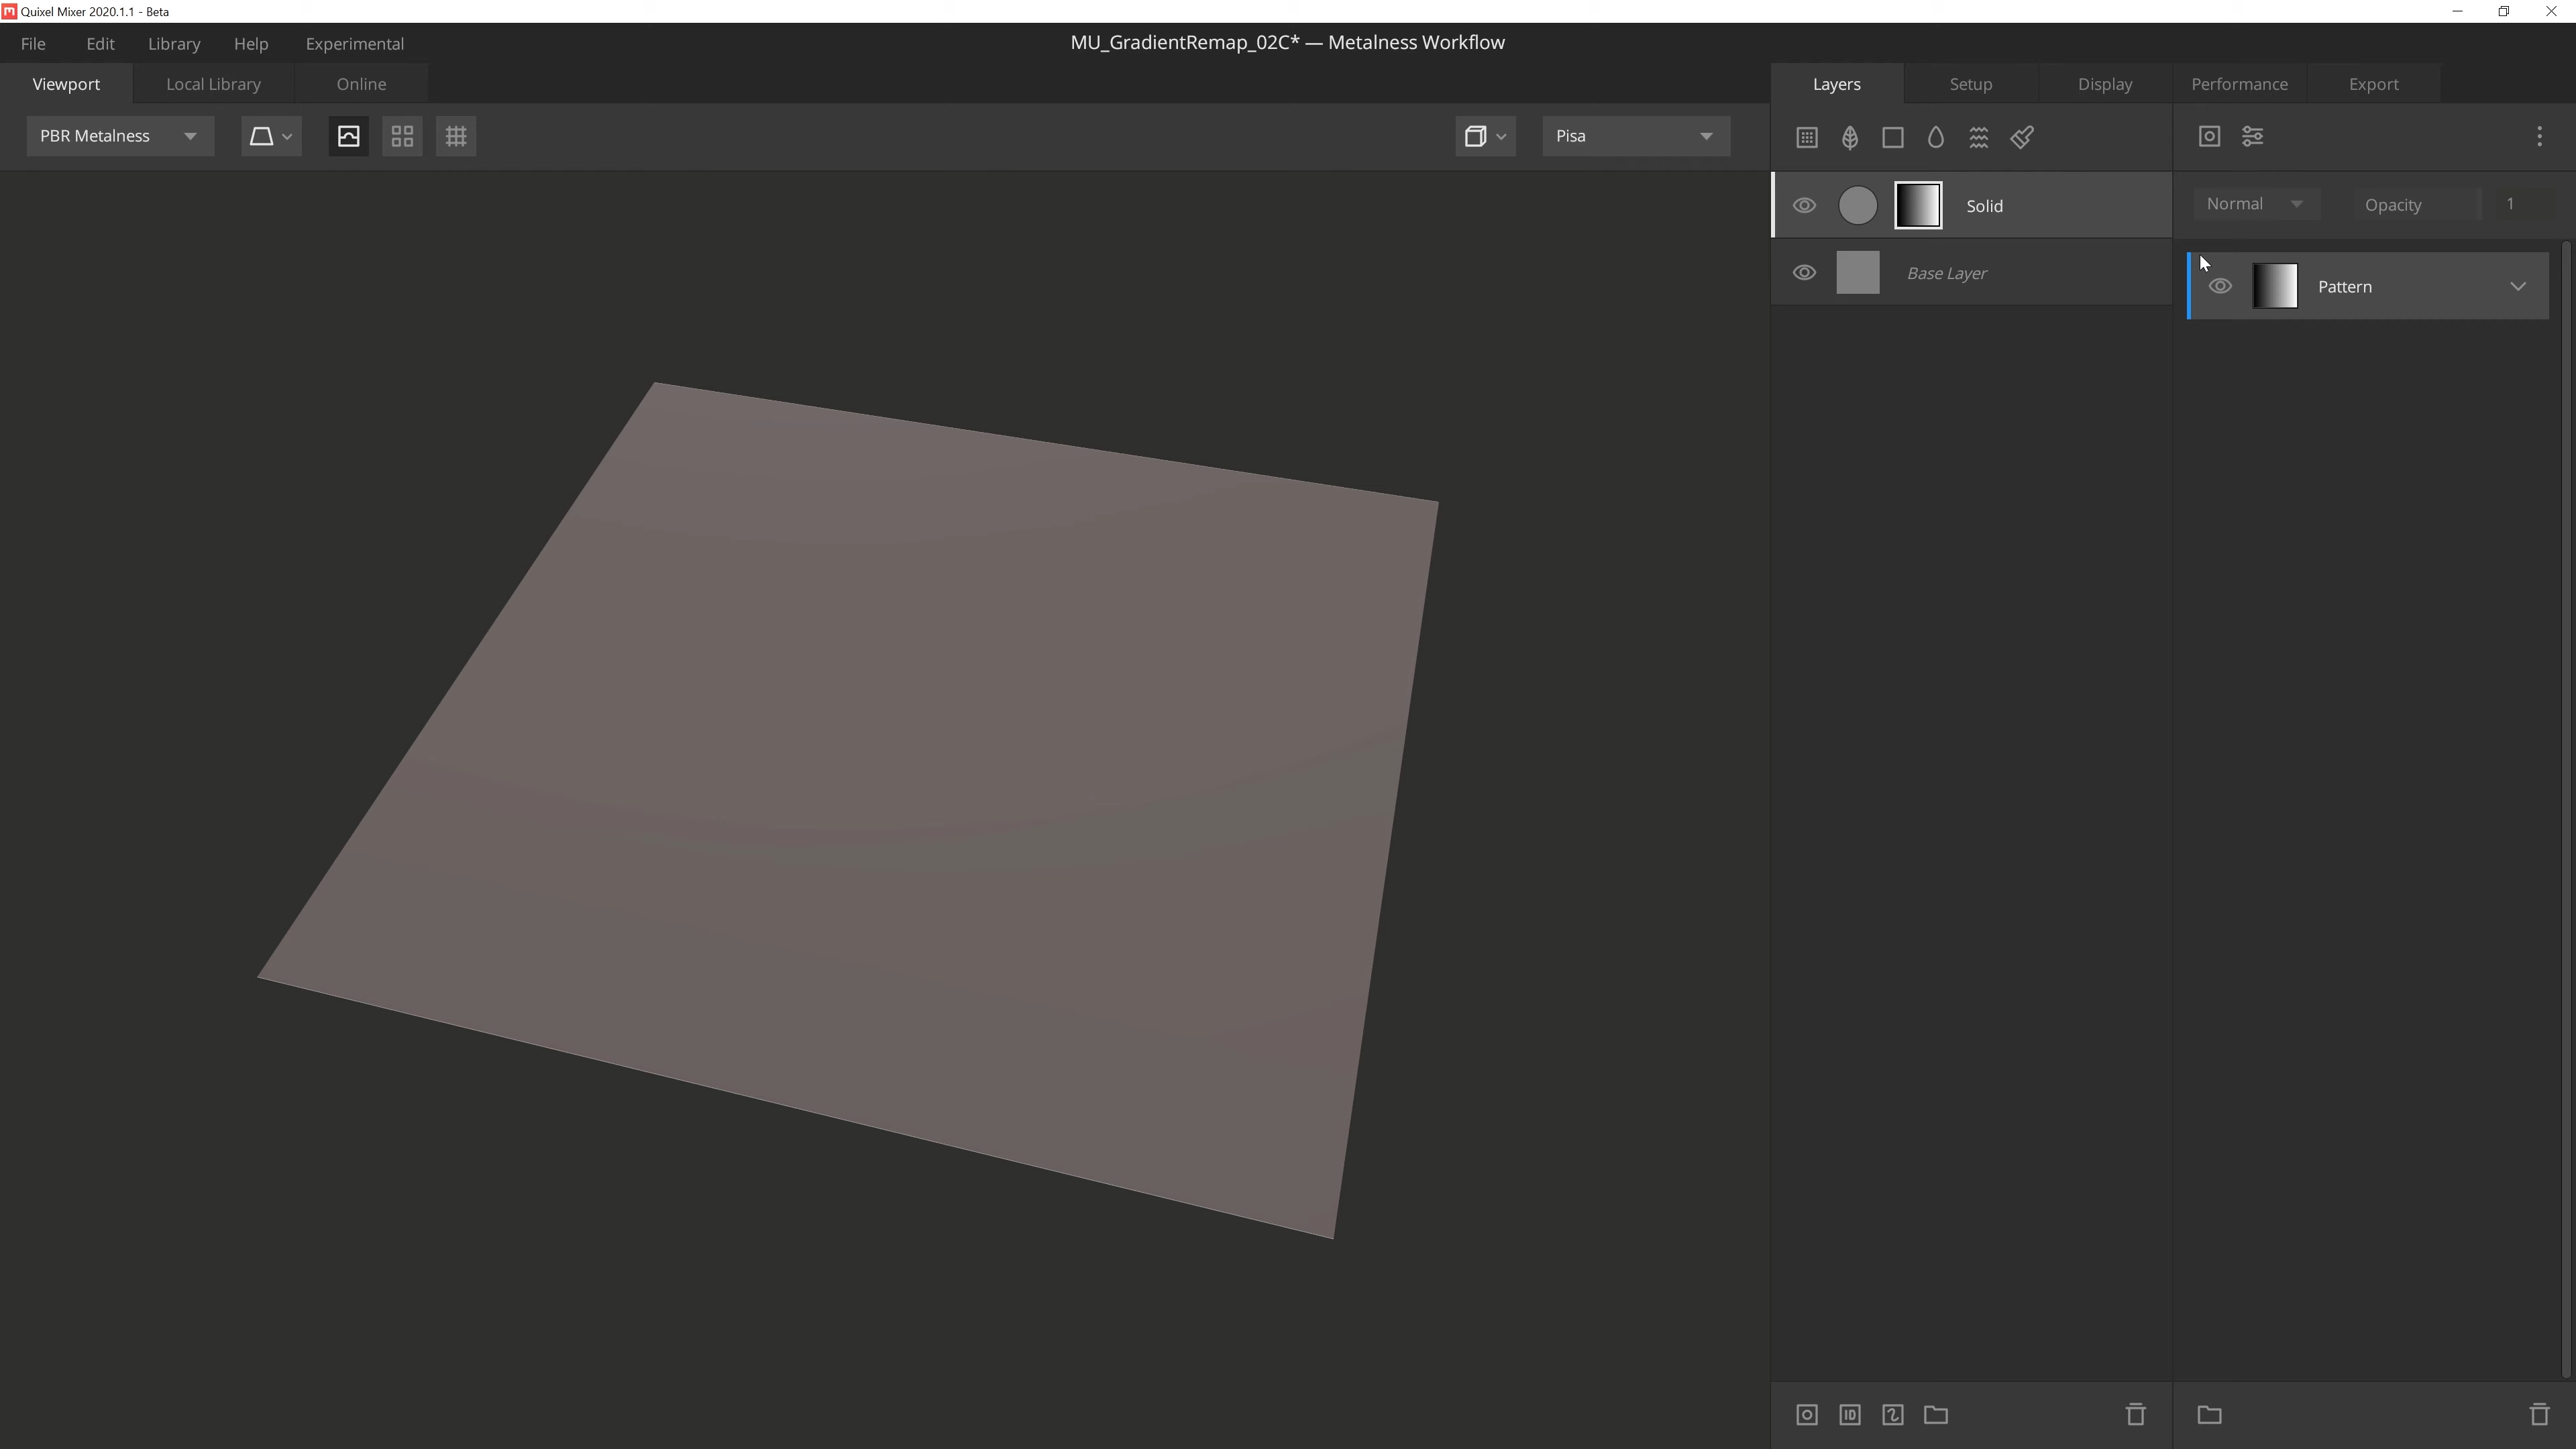 Quixel Mixer 2020.1.1 - Beta
File Edit Library Help Experimental
MU_GradientRemap_02C* — Metalness Workflow
Viewport Local Library Online
Layers Setup Display Performance Export
PBR Metalness
Pisa
Solid
Normal Opacity 1
Base Layer
Pattern
ID